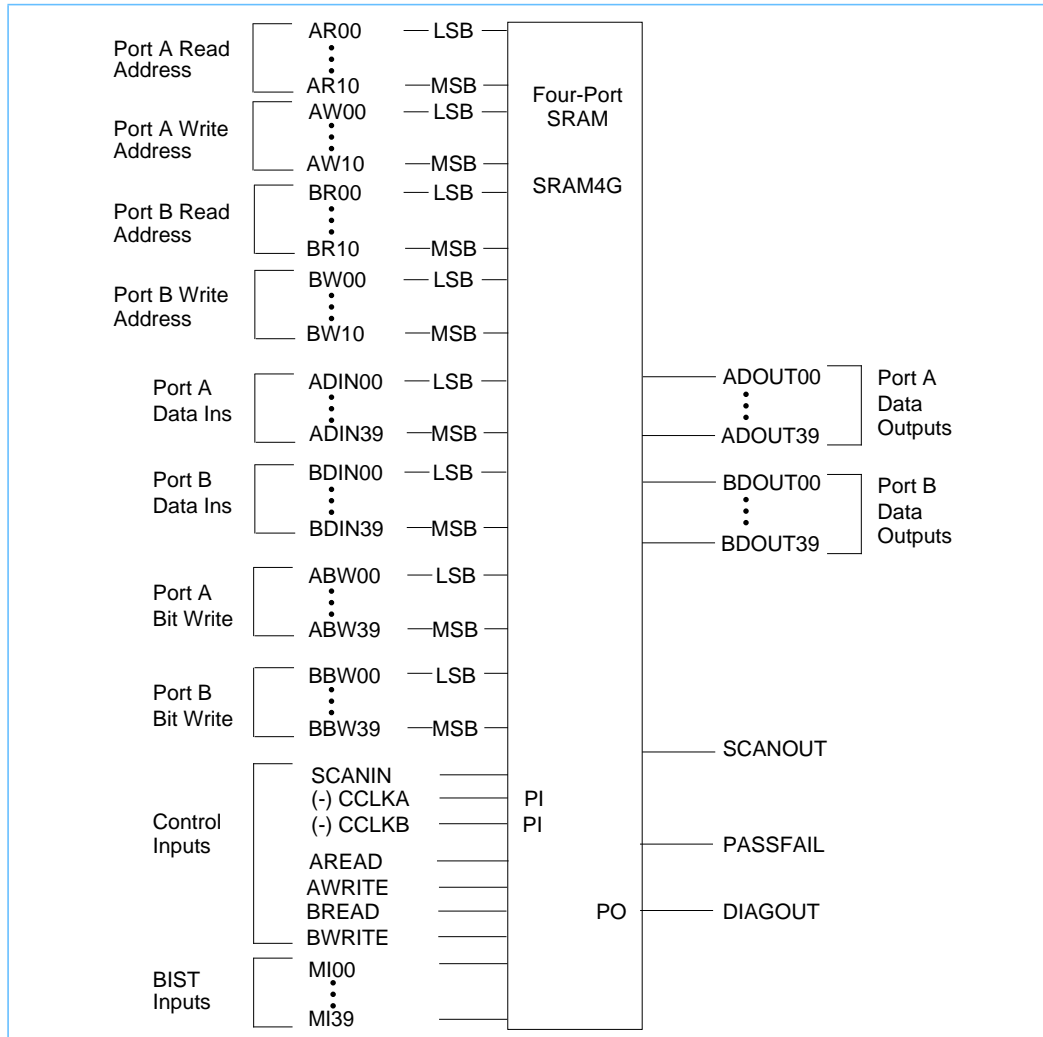 Port A Read
Address
AR00
LSB
AR10
MSB
Port A Write
Address
AW00
LSB
AW10
MSB
Port B Read
Address
BR00
LSB
BR10
MSB
Port B Write
Address
BW00
LSB
BW10
MSB
Port A
Data Ins
ADIN00
LSB
ADIN39
MSB
Port B
Data Ins
BDIN00
LSB
BDIN39
MSB
Port A
Bit Write
ABW00
LSB
ABW39
MSB
Port B
Bit Write
BBW00
LSB
BBW39
MSB
Control
Inputs
SCANIN
(-) CCLKA
(-) CCLKB
AREAD
AWRITE
BREAD
BWRITE
BIST
Inputs
MI00
MI39
Four-Port
SRAM
SRAM4G
PI
PI
PO
ADOUT00
ADOUT39
Port A
Data
Outputs
BDOUT00
BDOUT39
Port B
Data
Outputs
SCANOUT
PASSFAIL
DIAGOUT